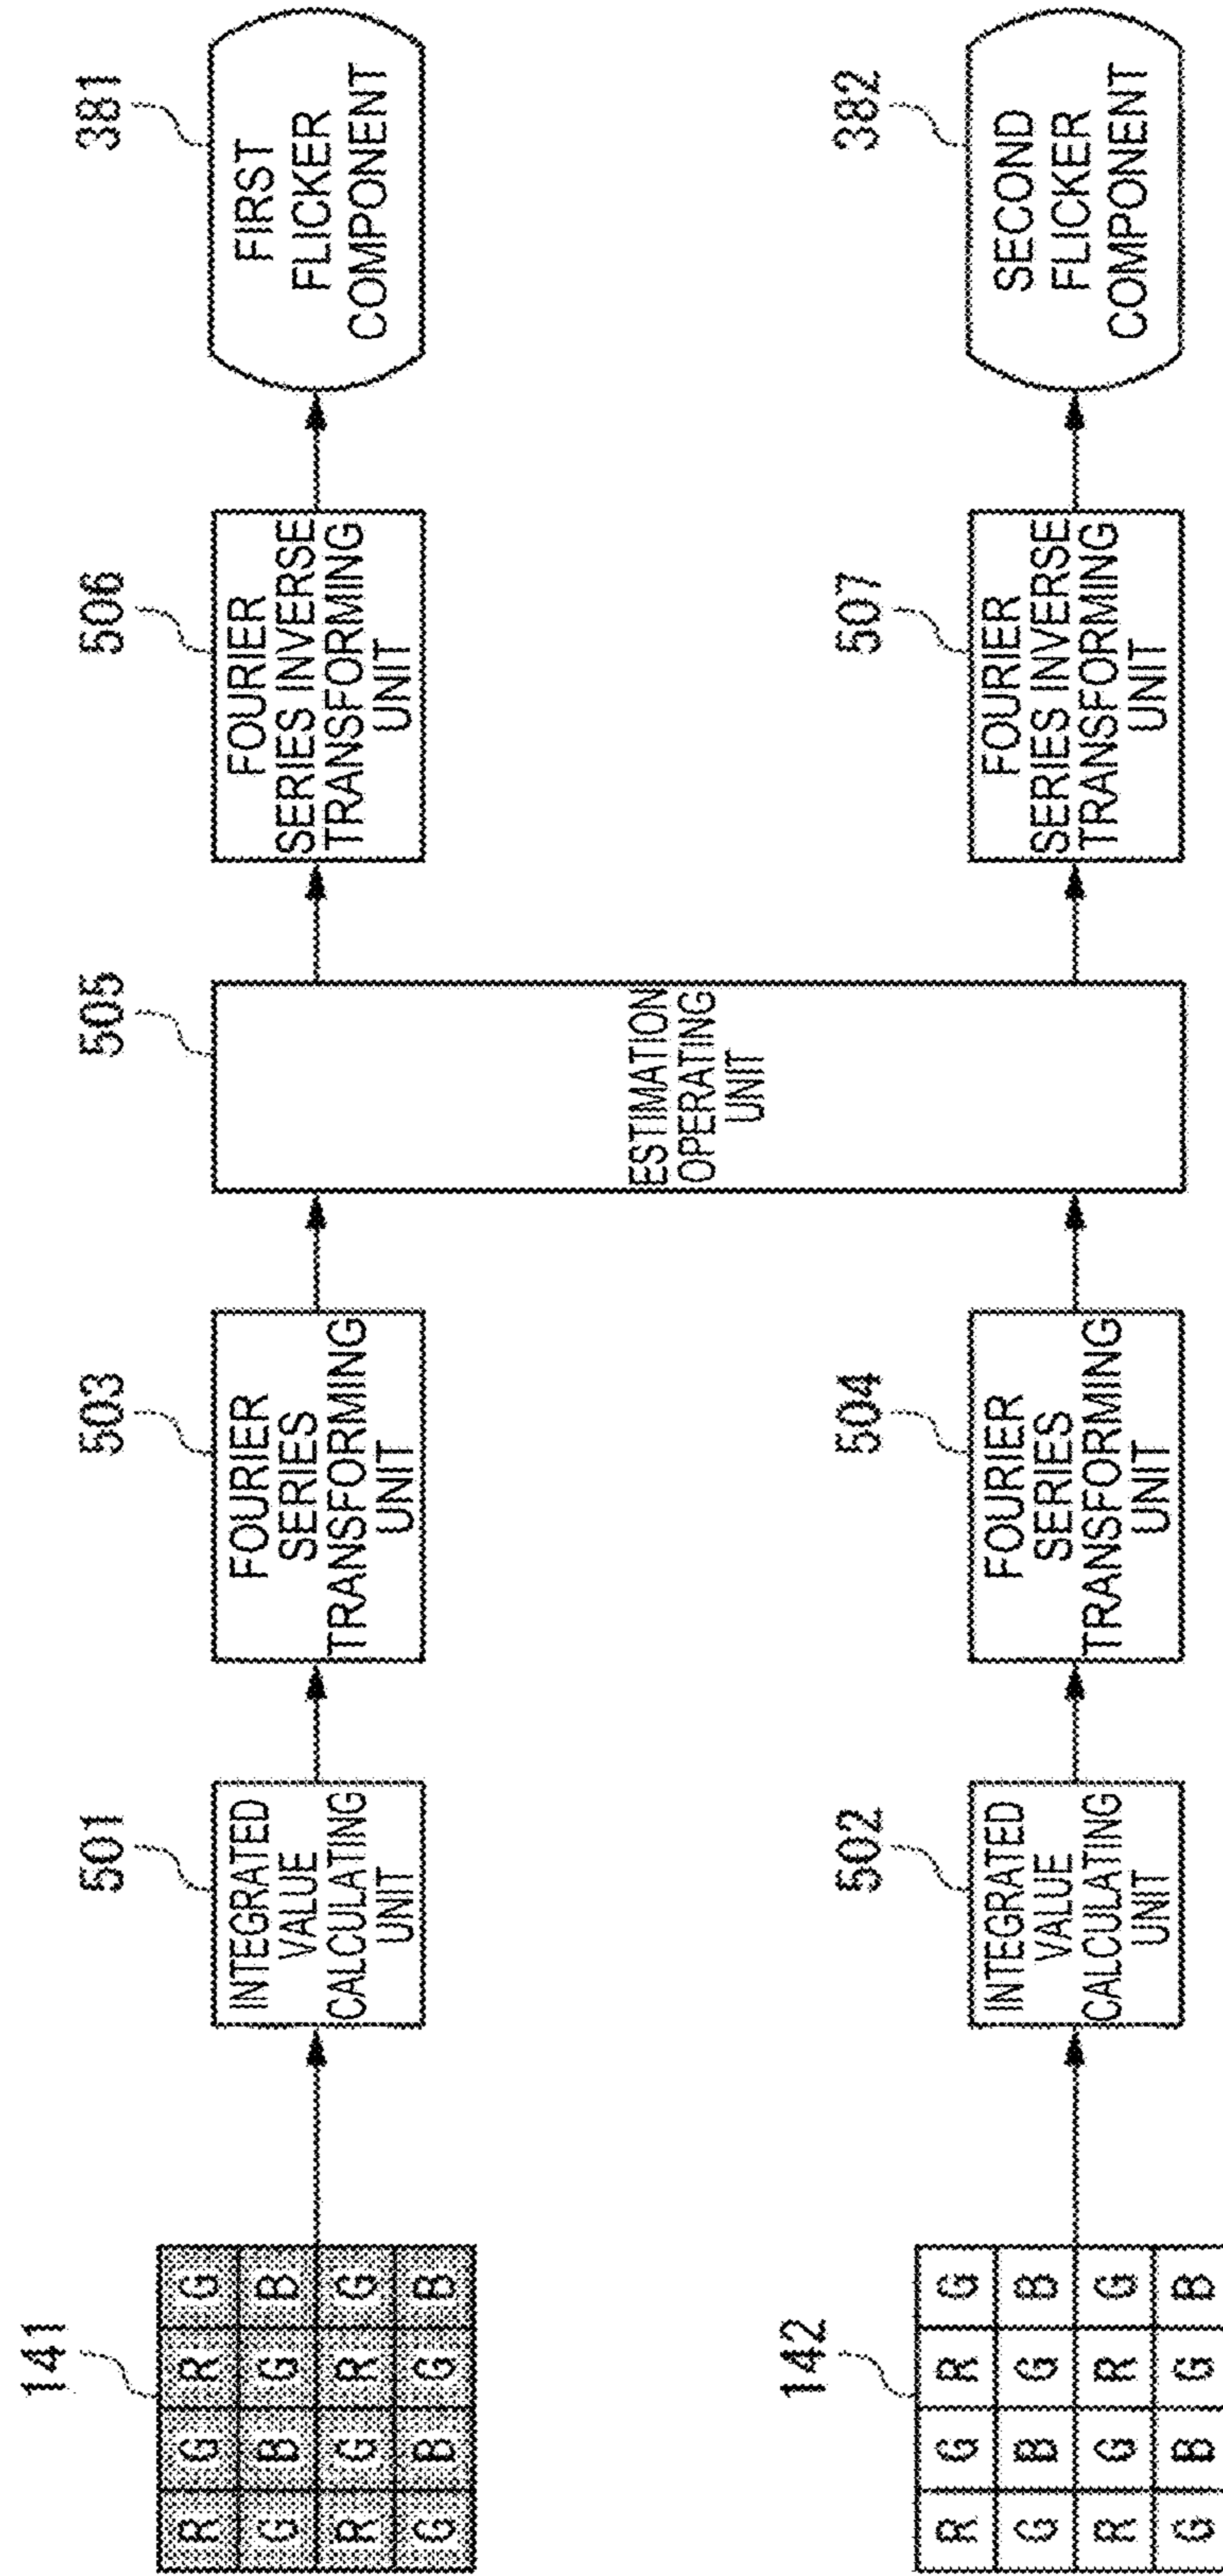 141
R G R G
G B G B
R G R G
G B G B
501
INTEGRATED
VALUE
CALCULATING
UNIT
503
FOURIER
SERIES
TRANSFORMING
UNIT
505
ESTIMATION
OPERATING
UNIT
506
FOURIER
SERIES INVERSE
TRANSFORMING
UNIT
381
FIRST
FLICKER
COMPONENT
142
R G R G
G B G B
R G R G
G B G B
502
INTEGRATED
VALUE
CALCULATING
UNIT
504
FOURIER
SERIES
TRANSFORMING
UNIT
507
FOURIER
SERIES INVERSE
TRANSFORMING
UNIT
382
SECOND
FLICKER
COMPONENT